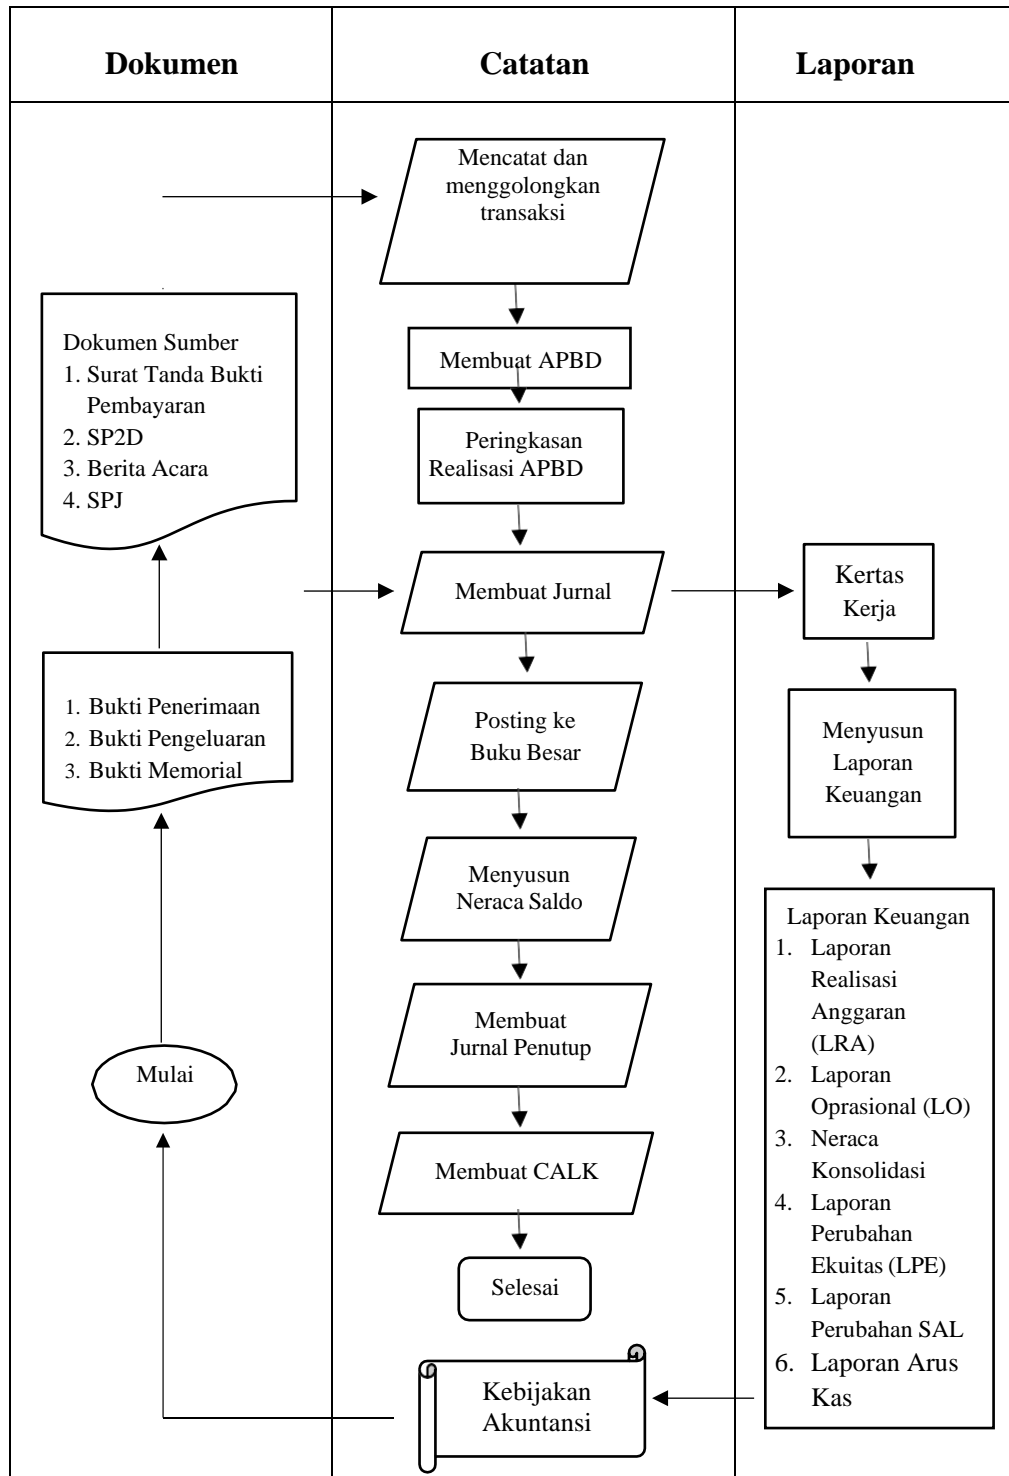 Dokumen
Catatan
Laporan
Dokumen Sumber
1. Surat Tanda Bukti
Pembayaran
2. SP2D
3. Berita Acara
4. SPJ
1. Bukti Penerimaan
2. Bukti Pengeluaran
3. Bukti Memorial
Mulai
Mencatat dan
menggolongkan
transaksi
Membuat APBD
Peringkasan
Realisasi APBD
Membuat Jurnal
Posting ke
Buku Besar
Menyusun
Neraca Saldo
Membuat
Jurnal Penutup
Membuat CALK
Selesai
Kebijakan
Akuntansi
Kertas
Kerja
Menyusun
Laporan
Keuangan
Laporan Keuangan
1. Laporan
Realisasi
Anggaran
(LRA)
2. Laporan
Oprasional (LO)
3. Neraca
Konsolidasi
4. Laporan
Perubahan
Ekuitas (LPE)
5. Laporan
Perubahan SAL
6. Laporan Arus
Kas